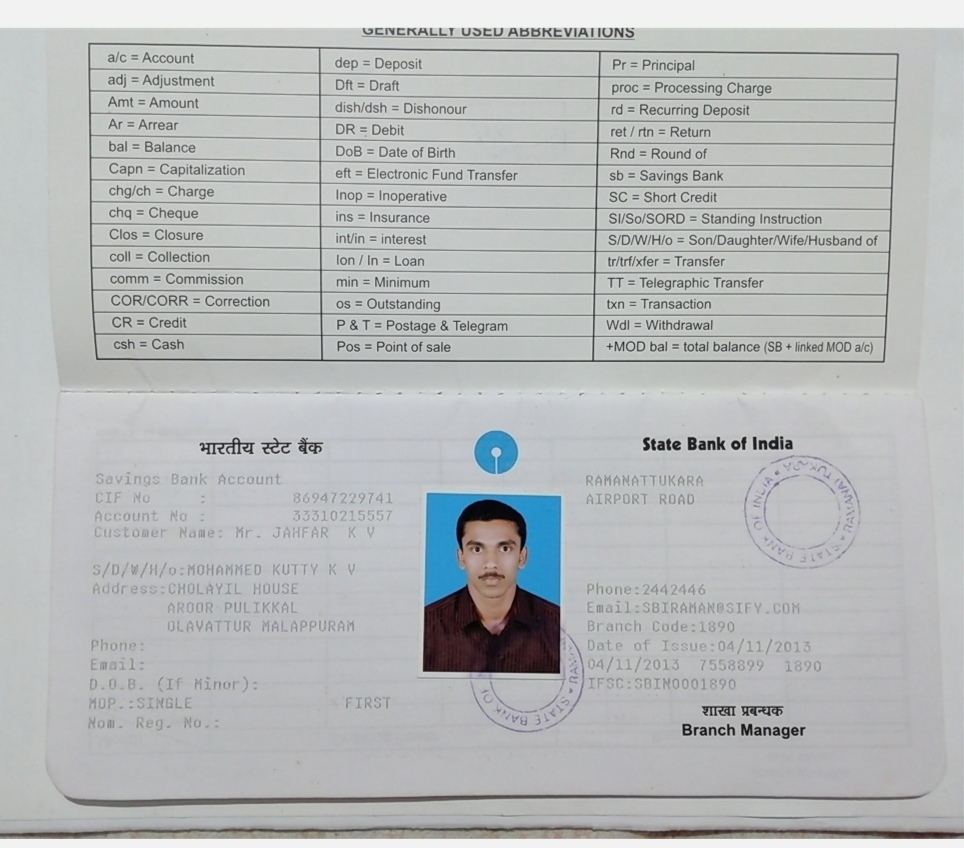 GENERALLY USED ABBREVIATIONS
a/c = Account
adj = Adjustment
Amt = Amount
Ar = Arrear
bal = Balance
Capn = Capitalization
chg/ch = Charge
chq = Cheque
Clos = Closure
coll = Collection
comm = Commission
COR/CORR = Correction
CR = Credit
csh = Cash
dep = Deposit
Dft = Draft
dish/dsh = Dishonour
DR = Debit
DoB = Date of Birth
eft = Electronic Fund Transfer
Inop = Inoperative
ins = Insurance
int/in = interest
lon / ln = Loan
min = Minimum
os = Outstanding
P & T = Postage & Telegram
Pos = Point of sale
Pr = Principal
proc = Processing Charge
rd = Recurring Deposit
ret / rtn = Return
Rnd = Round of
sb = Savings Bank
SC = Short Credit
SI/So/SORD = Standing Instruction
S/D/W/H/o = Son/Daughter/Wife/Husband of
tr/trf/xfer = Transfer
TT = Telegraphic Transfer
txn = Transaction
Wdl = Withdrawal
+MOD bal = total balance (SB + linked MOD a/c)
भारतीय स्टेट बैंक
Savings Bank Account
CIF No : 86947229741
Account No : 33310215557
Customer Name: Mr. JAHFAR K V
S/D/W/H/o:MOHAMMED KUTTY K V
Address:CHOLAYIL HOUSE
AROOR PULIKKAL
OLAVATTUR MALAPPURAM
Phone:
Email:
D.O.B. (If Minor):
MOP.:SINGLE FIRST
Nom. Reg. No.:
State Bank of India
RAMANATTUKARA
AIRPORT ROAD
Phone:2442446
Email:SBIRAMAN@SIFY.COM
Branch Code:1890
Date of Issue:04/11/2013
04/11/2013 7558899 1890
IFSC:SBIN0001890
शाखा प्रबन्धक
Branch Manager
STATE BANK OF INDIA
STATE BANK OF